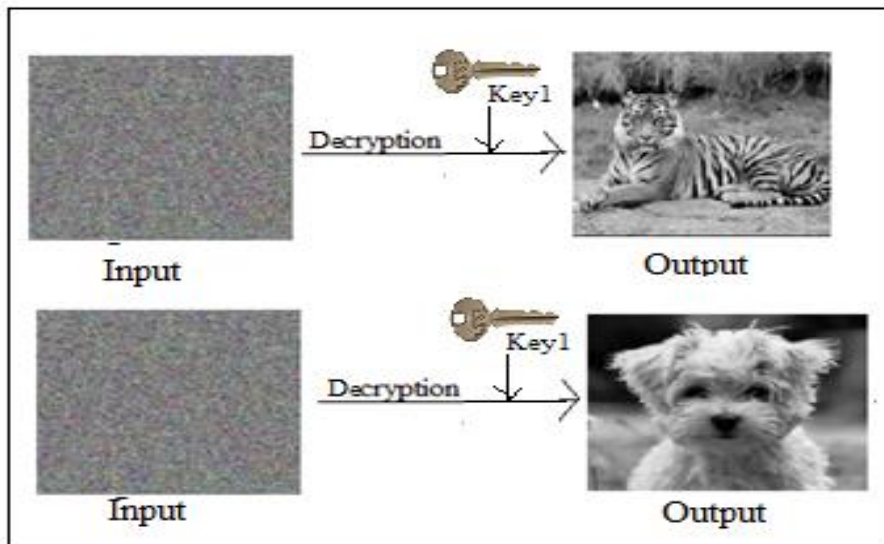 Key1
Decryption
Input
Output
Key1
Decryption
Input
Output